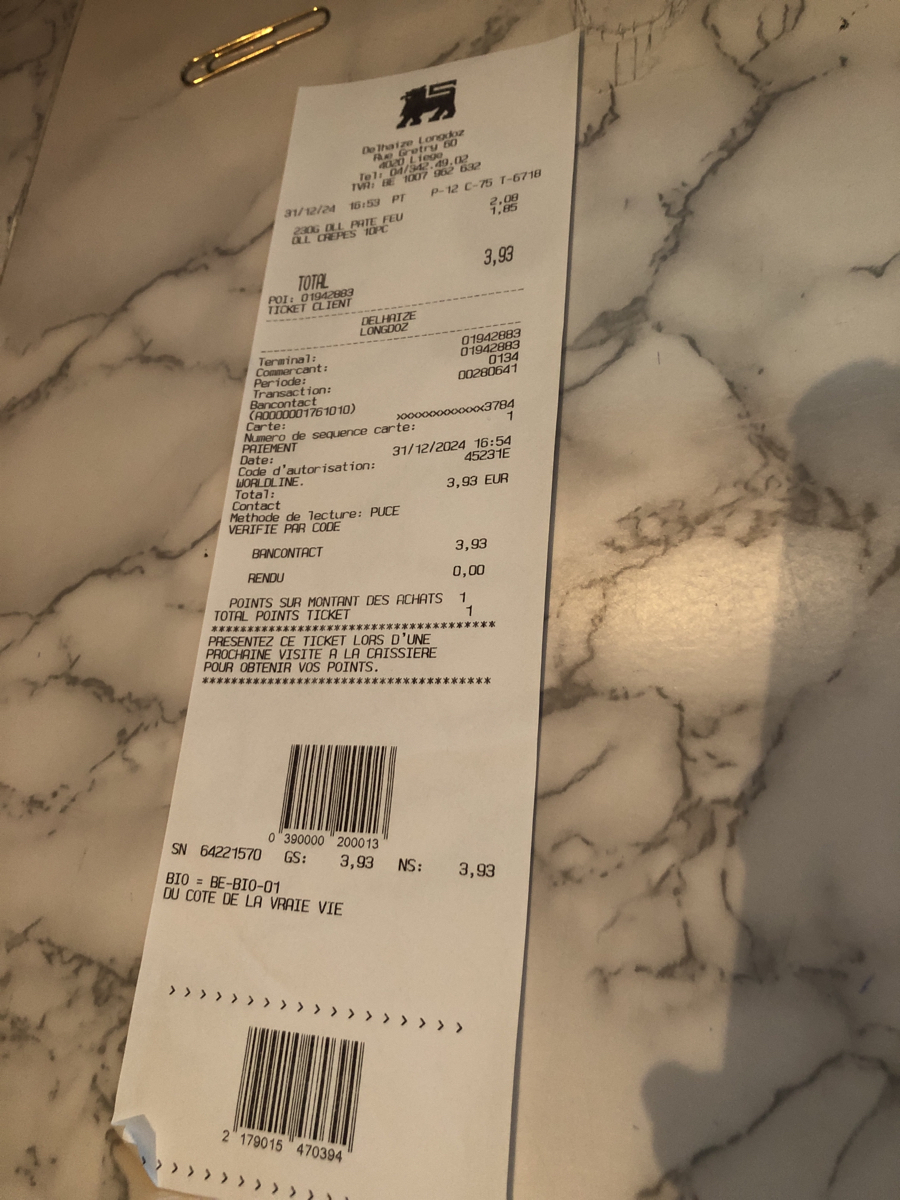 Delhaize Longdoz
Rue Gretry 60
4020 Liege
Tel: 04/342.49.02
TVA: BE 1007 962 632
31/12/24 16:53 PT P-12 C-75 T-6718
230G DLL PATE FEU 2,08
DLL CREPES 10PC 1,85
TOTAL 3,93
POI: 01942883
TICKET CLIENT
DELHAIZE
LONGDOZ
Terminal: 01942883
Commercant: 01942883
Periode: 0134
Transaction: 00280641
Bancontact
(A0000001761010)
Carte: xxxxxxxxxxxxx3784
Numero de sequence carte: 1
PAIEMENT
Date: 31/12/2024 16:54
Code d'autorisation: 45231E
WORLDLINE.
Total: 3,93 EUR
Contact
Methode de lecture: PUCE
VERIFIE PAR CODE
BANCONTACT 3,93
RENDU 0,00
POINTS SUR MONTANT DES ACHATS 1
TOTAL POINTS TICKET 1
***********************************
PRESENTEZ CE TICKET LORS D'UNE
PROCHAINE VISITE A LA CAISSIERE
POUR OBTENIR VOS POINTS.
***********************************
0 390000 200013
SN 64221570 GS: 3,93 NS: 3,93
BIO = BE-BIO-01
DU COTE DE LA VRAIE VIE
> > > > > > > > > > > > > > > > > > >
2 179015 470394
> > > > > > > > > > > > > >